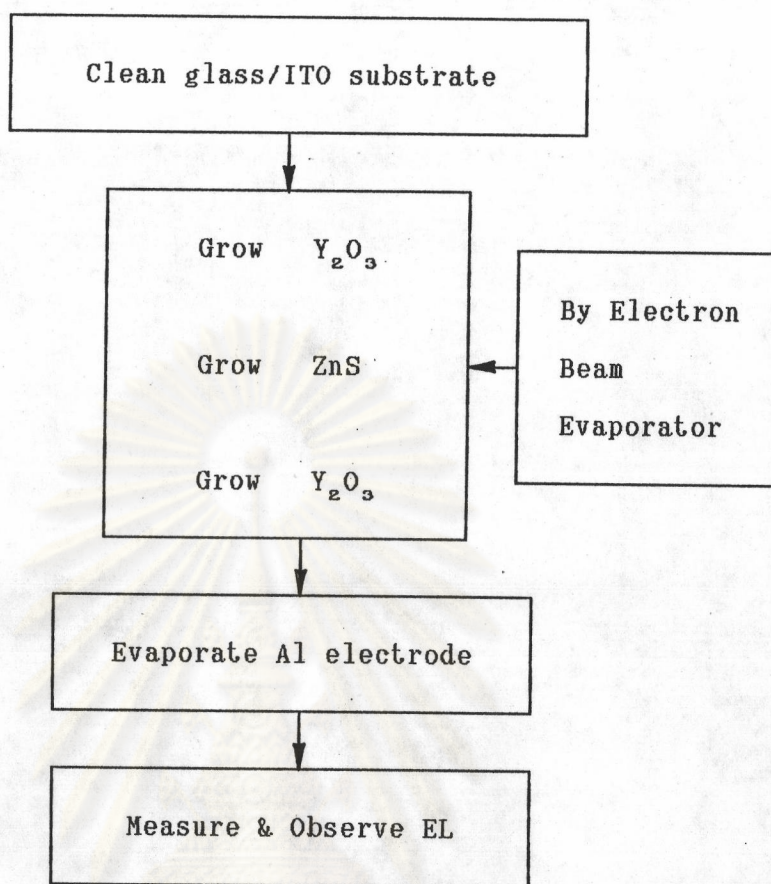 Clean glass/ITO substrate
Grow Y₂O₃
Grow ZnS
Grow Y₂O₃
By Electron
Beam
Evaporator
Evaporate Al electrode
Measure & Observe EL